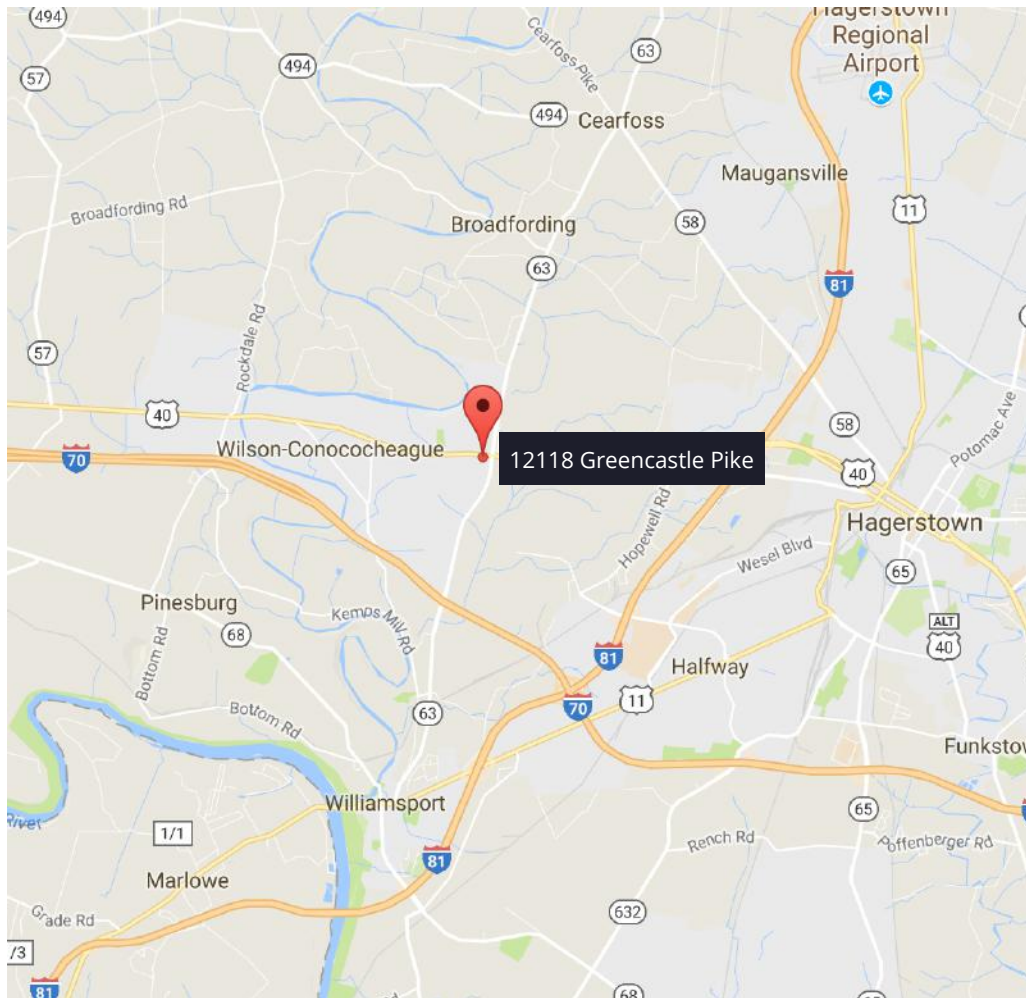 Hagerstown
Regional
Airport
494
63
57
494
Cearfoss Pike
494
Cearfoss
Maugansville
Broadfording Rd
Broadfording
58
11
63
81
57
Rockdale Rd
40
58
Potomac Ave
Wilson-Conococheague
70
12118 Greencastle Pike
40
Hopewell Rd
Hagerstown
Wesel Blvd
65
Pinesburg
Kemps Mill Rd
68
ALT
40
Bottom Rd
81
Halfway
11
70
63
Bottom Rd
Funkstow
Williamsport
65
River
1/1
Rench Rd
Poffenberger Rd
81
Marlowe
Grade Rd
632
/3
81
68